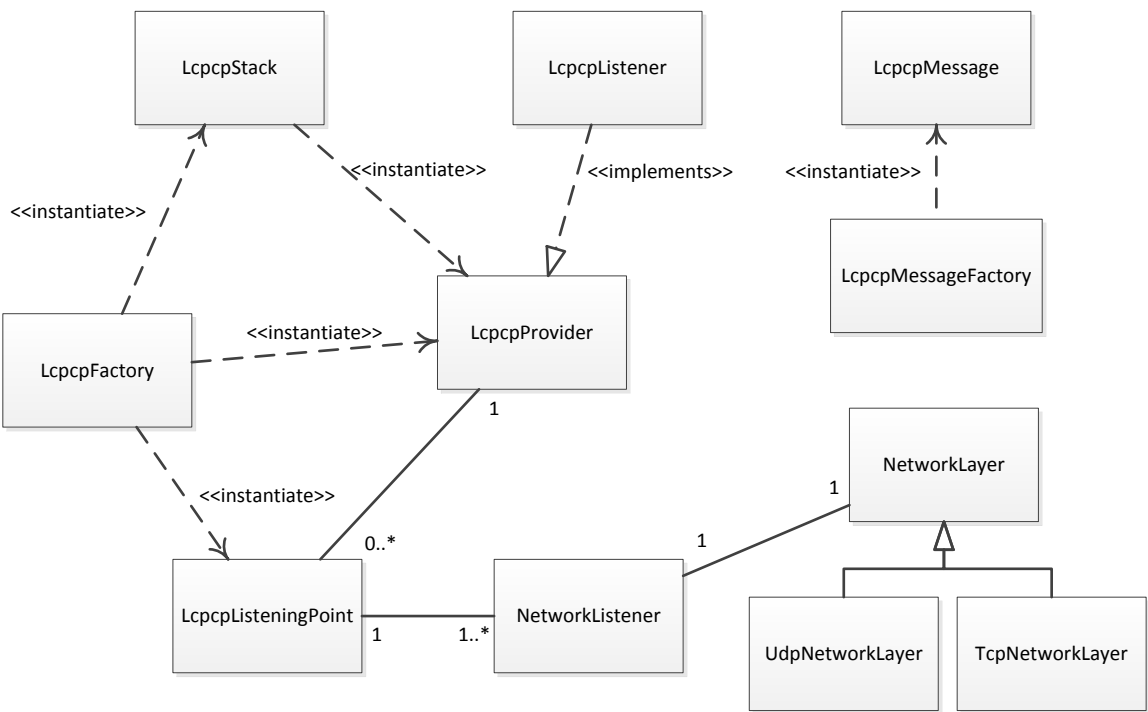 LcpcpStack
LcpcpListener
LcpcpMessage
<<instantiate>>
<<implements>>
<<instantiate>>
<<instantiate>>
LcpcpMessageFactory
<<instantiate>>
LcpcpProvider
LcpcpFactory
1
NetworkLayer
<<instantiate>>
1
0..*
1
LcpcpListeningPoint
NetworkListener
1
1..*
UdpNetworkLayer
TcpNetworkLayer